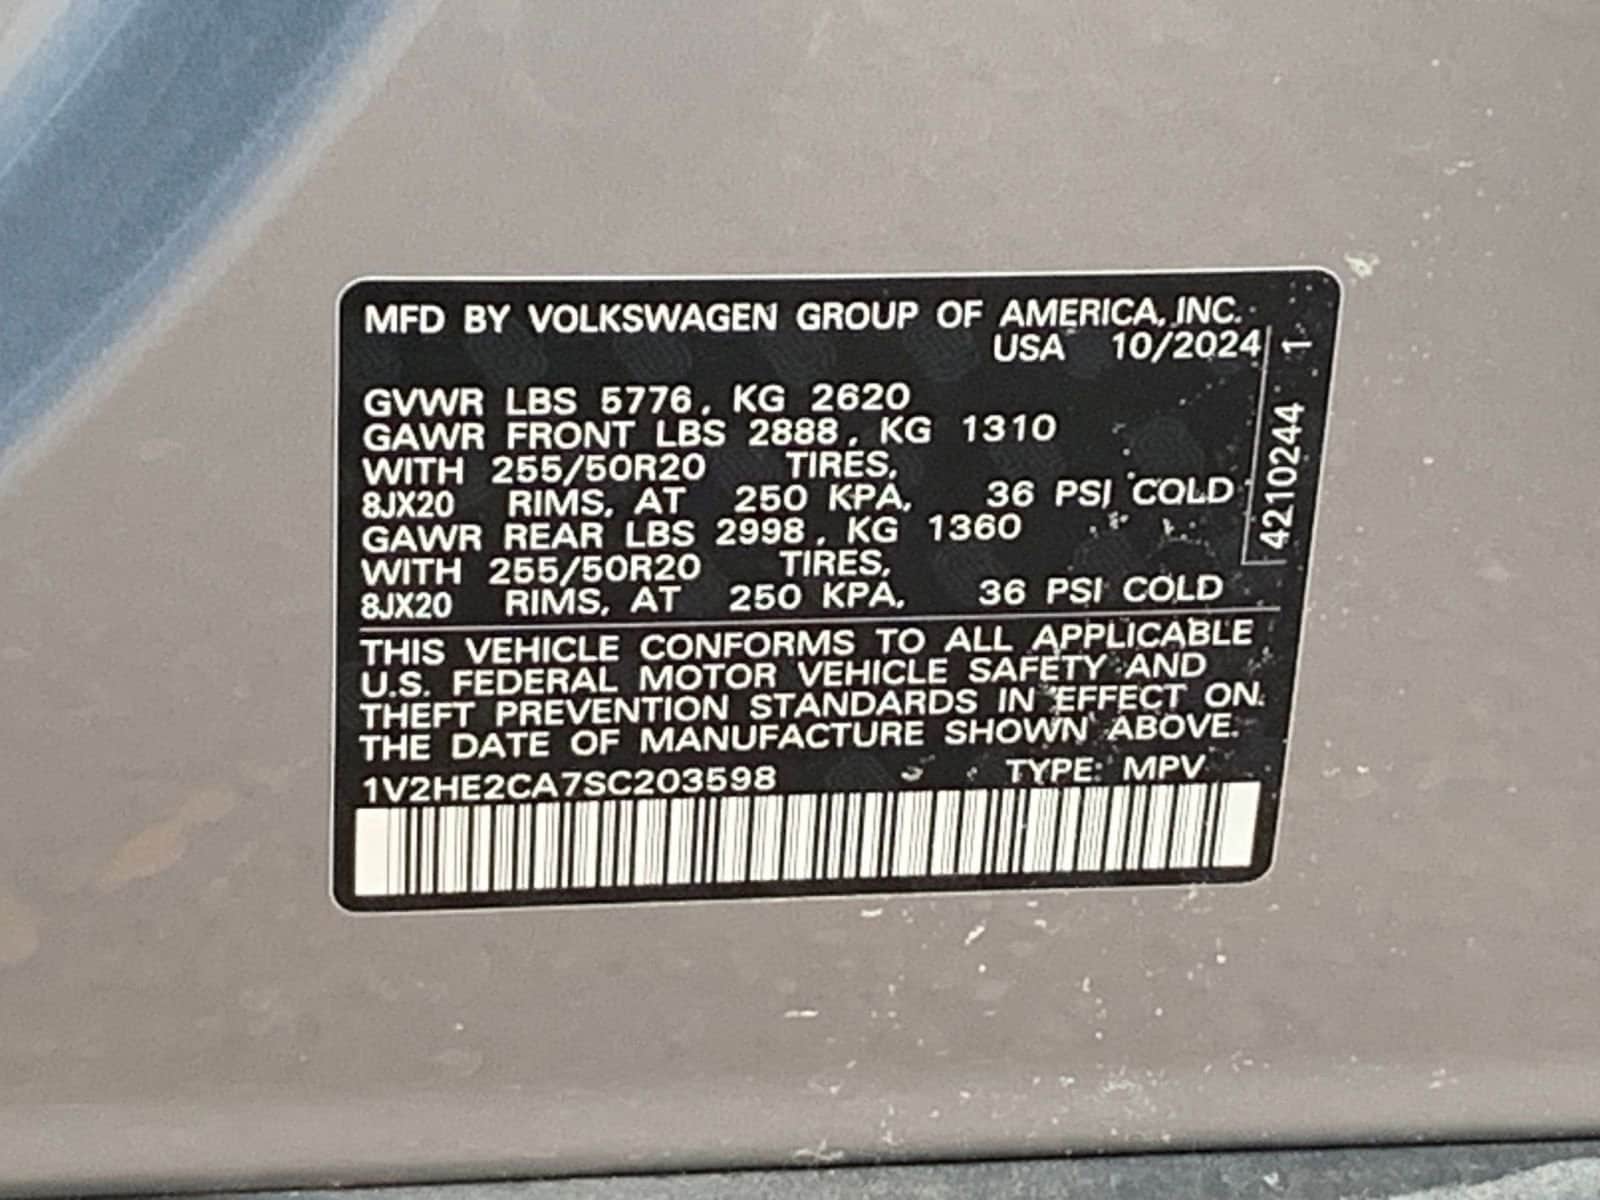 MFD BY VOLKSWAGEN GROUP OF AMERICA, INC.
USA 10/2024
GVWR LBS 5776, KG 2620
GAWR FRONT LBS 2888, KG 1310
WITH 255/50R20 TIRES,
8JX20 RIMS, AT 250 KPA, 36 PSI COLD
GAWR REAR LBS 2998, KG 1360
WITH 255/50R20 TIRES,
8JX20 RIMS, AT 250 KPA, 36 PSI COLD
THIS VEHICLE CONFORMS TO ALL APPLICABLE
U.S. FEDERAL MOTOR VEHICLE SAFETY AND
THEFT PREVENTION STANDARDS IN EFFECT ON
THE DATE OF MANUFACTURE SHOWN ABOVE.
1V2HE2CA7SC203598 TYPE: MPV
4210244 1